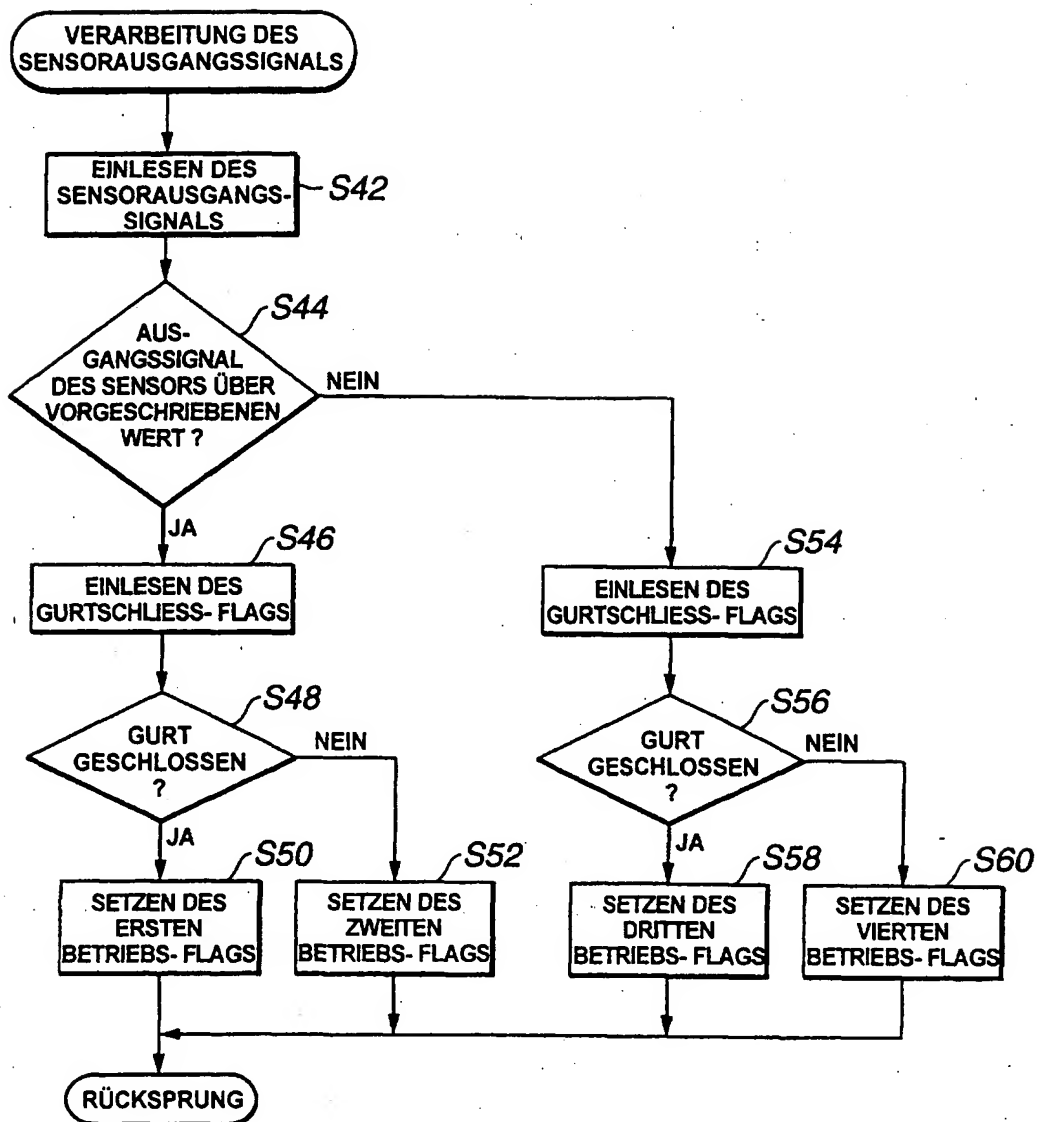 VERARBEITUNG DES
SENSORAUSGANGSSIGNALS
EINLESEN DES
SENSORAUSGANGS-
SIGNALS
S42
S44
AUS-
GANGSSIGNAL
DES SENSORS ÜBER
VORGESCHRIEBENEN
WERT ?
NEIN
JA
S46
EINLESEN DES
GURTSCHLIESS- FLAGS
S54
EINLESEN DES
GURTSCHLIESS- FLAGS
S48
GURT
GESCHLOSSEN
?
NEIN
JA
S56
GURT
GESCHLOSSEN
?
NEIN
JA
S50
SETZEN DES
ERSTEN
BETRIEBS- FLAGS
S52
SETZEN DES
ZWEITEN
BETRIEBS- FLAGS
S58
SETZEN DES
DRITTEN
BETRIEBS- FLAGS
S60
SETZEN DES
VIERTEN
BETRIEBS- FLAGS
RÜCKSPRUNG